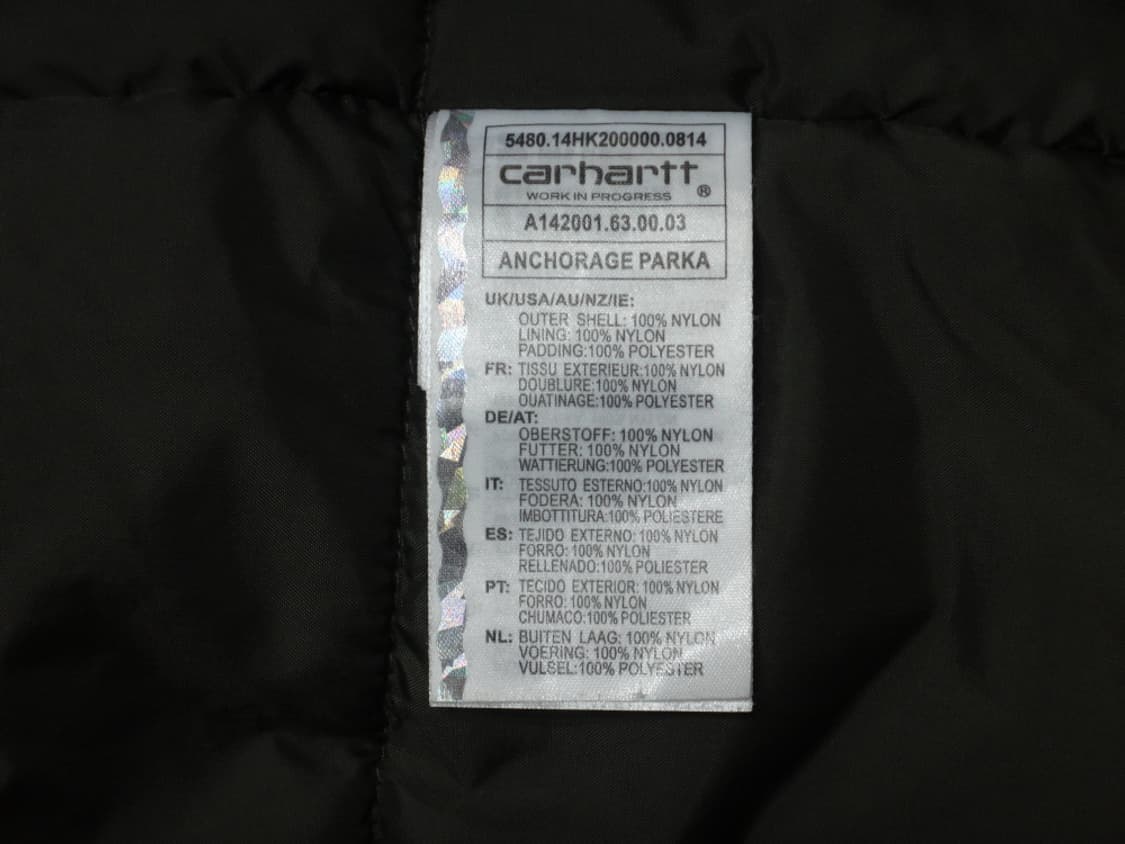 5480.14HK200000.0814
carhartt®
WORK IN PROGRESS
A142001.63.00.03
ANCHORAGE PARKA
UK/USA/AU/NZ/IE:
OUTER SHELL: 100% NYLON
LINING: 100% NYLON
PADDING:100% POLYESTER
FR: TISSU EXTERIEUR:100% NYLON
DOUBLURE:100% NYLON
OUATINAGE:100% POLYESTER
DE/AT:
OBERSTOFF: 100% NYLON
FUTTER: 100% NYLON
WATTIERUNG:100% POLYESTER
IT: TESSUTO ESTERNO:100% NYLON
FODERA: 100% NYLON
IMBOTTITURA:100% POLIESTERE
ES: TEJIDO EXTERNO: 100% NYLON
FORRO: 100% NYLON
RELLENADO:100% POLIESTER
PT: TECIDO EXTERIOR: 100% NYLON
FORRO: 100% NYLON
CHUMACO:100% POLIESTER
NL: BUITEN LAAG: 100% NYLON
VOERING: 100% NYLON
VULSEL:100% POLYESTER